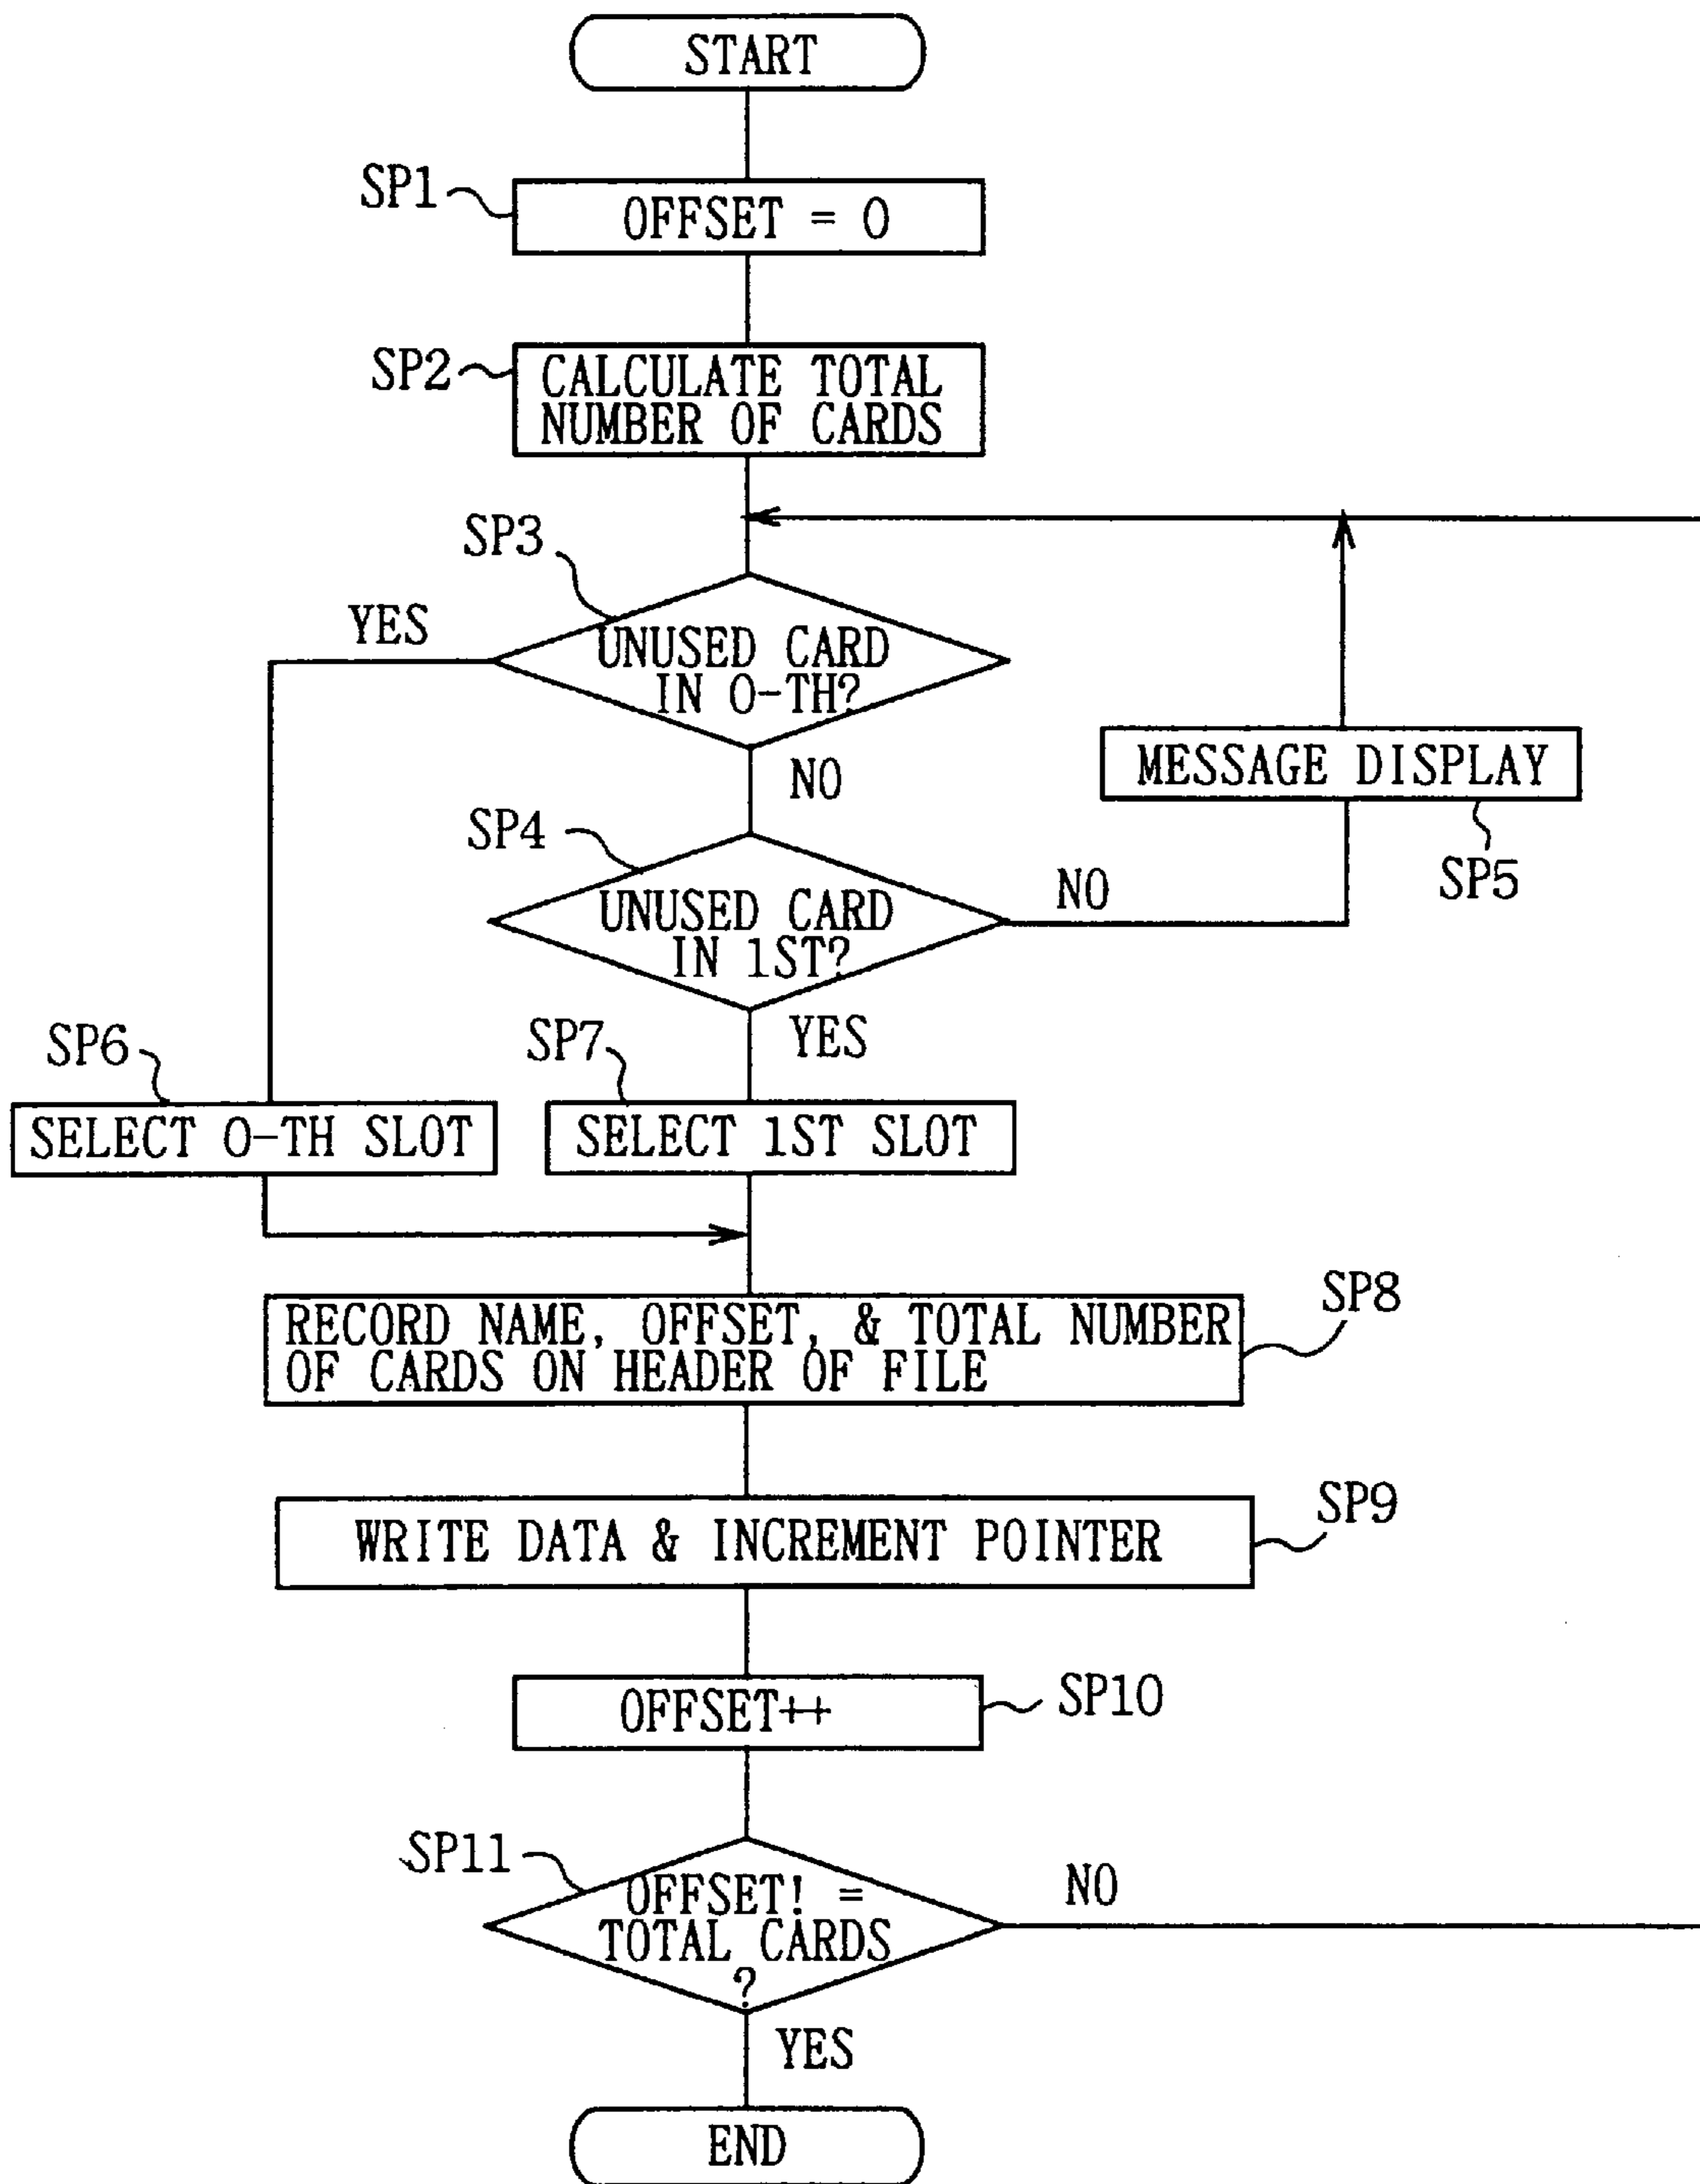 START
SP1
OFFSET = 0
SP2
CALCULATE TOTAL
NUMBER OF CARDS
SP3
YES
UNUSED CARD
IN 0-TH?
NO
MESSAGE DISPLAY
SP5
SP4
UNUSED CARD
IN 1ST?
NO
YES
SP6
SP7
SELECT 0-TH SLOT
SELECT 1ST SLOT
SP8
RECORD NAME, OFFSET, & TOTAL NUMBER
OF CARDS ON HEADER OF FILE
SP9
WRITE DATA & INCREMENT POINTER
SP10
OFFSET++
SP11
OFFSET! =
TOTAL CARDS
?
NO
YES
END